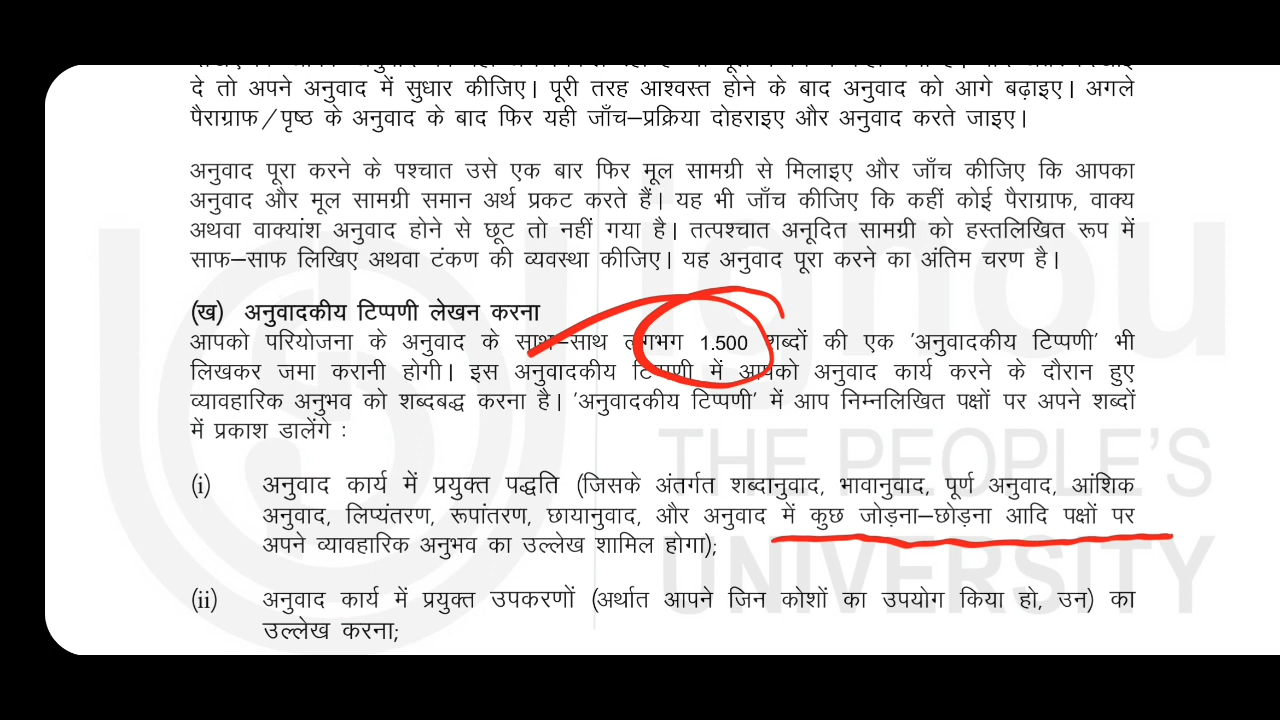 दे तो अपने अनुवाद में सुधार कीजिए। पूरी तरह आश्वस्त होने के बाद अनुवाद को आगे बढ़ाइए। अगले
पैराग्राफ/पृष्ठ के अनुवाद के बाद फिर यही जाँच–प्रक्रिया दोहराइए और अनुवाद करते जाइए।
अनुवाद पूरा करने के पश्चात उसे एक बार फिर मूल सामग्री से मिलाइए और जाँच कीजिए कि आपका
अनुवाद और मूल सामग्री समान अर्थ प्रकट करते हैं। यह भी जाँच कीजिए कि कहीं कोई पैराग्राफ, वाक्य
अथवा वाक्यांश अनुवाद होने से छूट तो नहीं गया है। तत्पश्चात अनूदित सामग्री को हस्तलिखित रूप में
साफ–साफ लिखिए अथवा टंकण की व्यवस्था कीजिए। यह अनुवाद पूरा करने का अंतिम चरण है।
(ख) अनुवादकीय टिप्पणी लेखन करना
आपको परियोजना के अनुवाद के साथ–साथ लगभग 1.500 शब्दों की एक 'अनुवादकीय टिप्पणी' भी
लिखकर जमा करानी होगी। इस अनुवादकीय टिप्पणी में आपको अनुवाद कार्य करने के दौरान हुए
व्यावहारिक अनुभव को शब्दबद्ध करना है। 'अनुवादकीय टिप्पणी' में आप निम्नलिखित पक्षों पर अपने शब्दों
में प्रकाश डालेंगे :
(i) अनुवाद कार्य में प्रयुक्त पद्धति (जिसके अंतर्गत शब्दानुवाद, भावानुवाद, पूर्ण अनुवाद, आंशिक
अनुवाद, लिप्यंतरण, रूपांतरण, छायानुवाद, और अनुवाद में कुछ जोड़ना–छोड़ना आदि पक्षों पर
अपने व्यावहारिक अनुभव का उल्लेख शामिल होगा);
(ii) अनुवाद कार्य में प्रयुक्त उपकरणों (अर्थात आपने जिन कोशों का उपयोग किया हो, उन) का
उल्लेख करना;
ignou
THE PEOPLE'S
UNIVERSITY